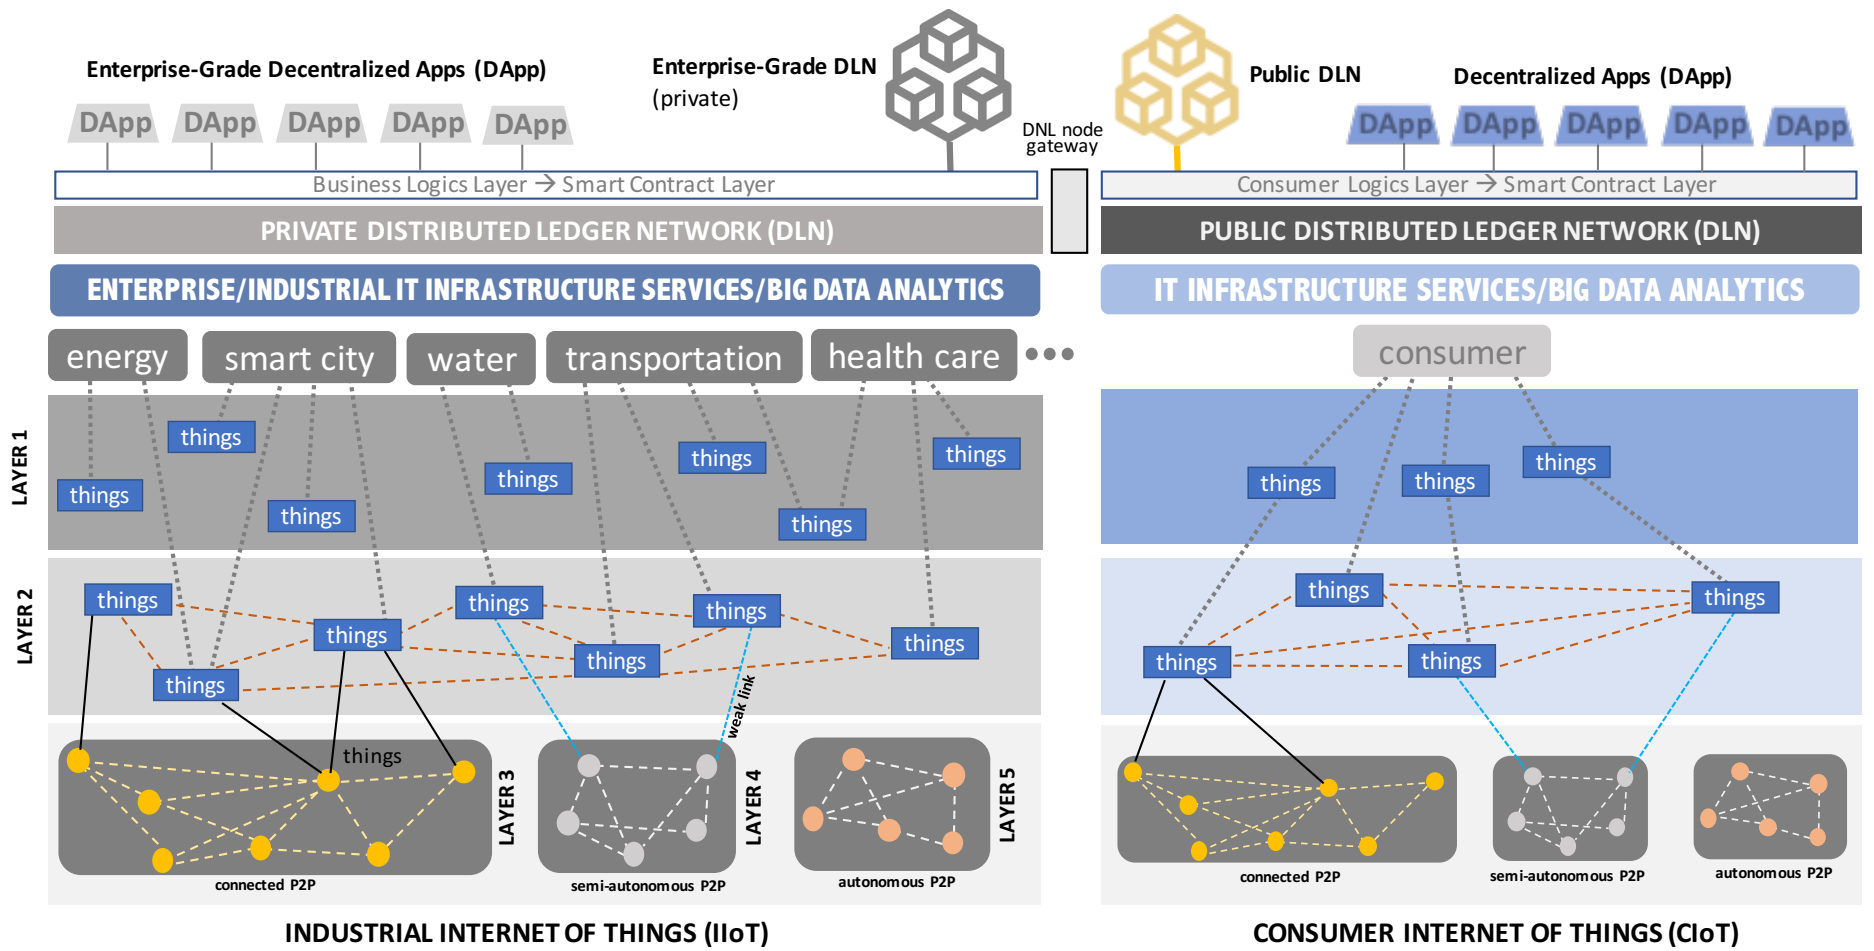 Enterprise-Grade Decentralized Apps (DApp)
Enterprise-Grade DLN
(private)
Public DLN
Decentralized Apps (DApp)
DApp
DApp
DApp
DApp
DApp
DNL node
gateway
DApp
DApp
DApp
DApp
DApp
Business Logics Layer → Smart Contract Layer
Consumer Logics Layer → Smart Contract Layer
PRIVATE DISTRIBUTED LEDGER NETWORK (DLN)
PUBLIC DISTRIBUTED LEDGER NETWORK (DLN)
ENTERPRISE/INDUSTRIAL IT INFRASTRUCTURE SERVICES/BIG DATA ANALYTICS
IT INFRASTRUCTURE SERVICES/BIG DATA ANALYTICS
energy
smart city
water
transportation
health care
•••
consumer
LAYER 1
things
things
things
things
things
things
things
things
things
things
LAYER 2
things
things
things
things
things
things
things
things
things
things
things
weak link
things
LAYER 3
LAYER 4
LAYER 5
connected P2P
semi-autonomous P2P
autonomous P2P
connected P2P
semi-autonomous P2P
autonomous P2P
INDUSTRIAL INTERNET OF THINGS (IIoT)
CONSUMER INTERNET OF THINGS (CIoT)